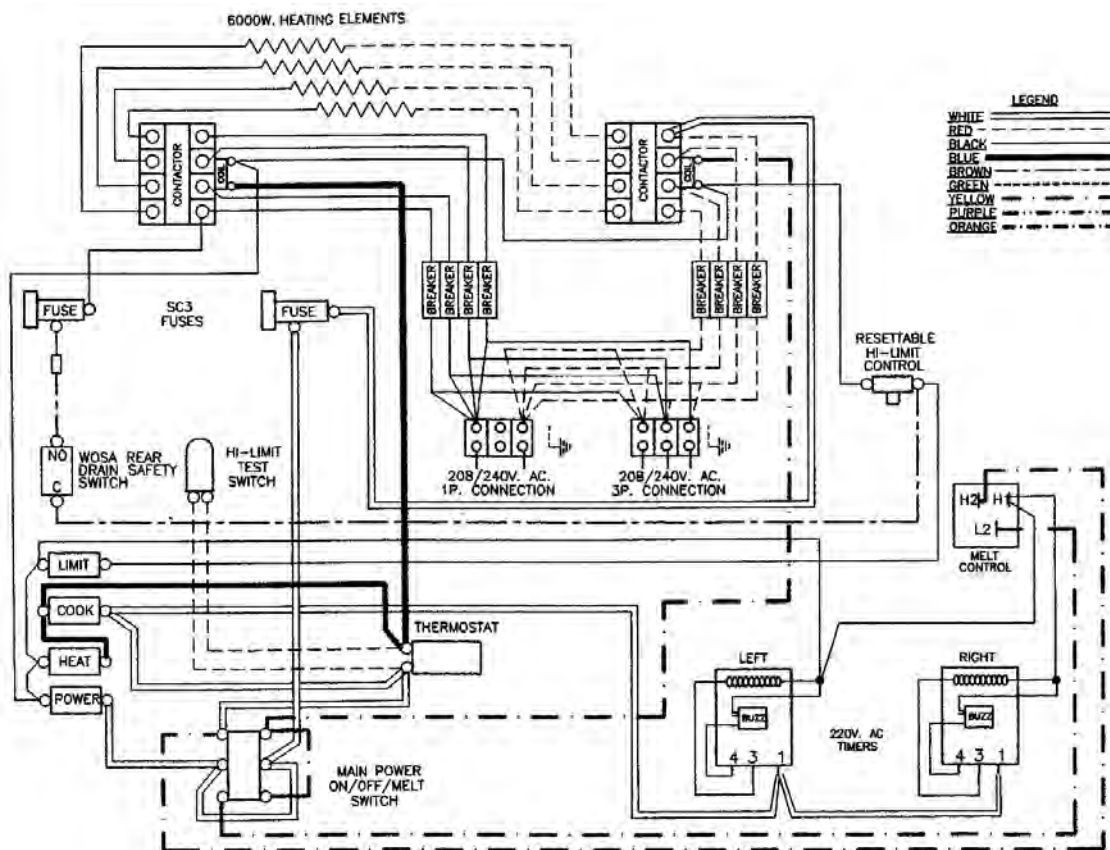 6000W. HEATING ELEMENTS
LEGEND
WHITE
RED
BLACK
BLUE
BROWN
GREEN
YELLOW
PURPLE
ORANGE
CONTACTOR
COIL
CONTACTOR
COIL
BREAKER
BREAKER
BREAKER
BREAKER
BREAKER
BREAKER
BREAKER
BREAKER
FUSE
SC3
FUSES
FUSE
RESETTABLE
HI-LIMIT
CONTROL
NO
C
WOSA REAR
DRAIN SAFETY
SWITCH
HI-LIMIT
TEST
SWITCH
208/240V. AC.
1P. CONNECTION
208/240V. AC.
3P. CONNECTION
H2 H1
L2
MELT
CONTROL
LIMIT
COOK
HEAT
POWER
THERMOSTAT
LEFT
BUZZ
4 3 1
220V. AC
TIMERS
RIGHT
BUZZ
4 3 1
MAIN POWER
ON/OFF/MELT
SWITCH